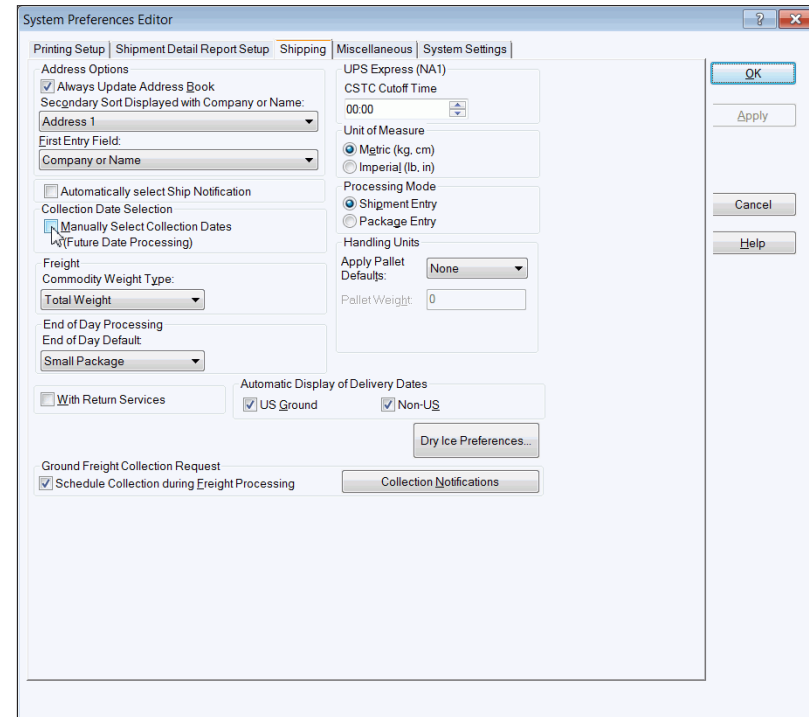 System Preferences Editor
Printing Setup Shipment Detail Report Setup Shipping Miscellaneous System Settings
Address Options
Always Update Address Book
Secondary Sort Displayed with Company or Name:
Address 1
First Entry Field:
Company or Name
Automatically select Ship Notification
Collection Date Selection
Manually Select Collection Dates
(Future Date Processing)
Freight
Commodity Weight Type:
Total Weight
End of Day Processing
End of Day Default:
Small Package
With Return Services
UPS Express (NA1)
CSTC Cutoff Time
00:00
Unit of Measure
Metric (kg, cm)
Imperial (lb, in)
Processing Mode
Shipment Entry
Package Entry
Handling Units
Apply Pallet
Defaults:
None
Pallet Weight:
0
Automatic Display of Delivery Dates
US Ground
Non-US
Dry Ice Preferences...
Ground Freight Collection Request
Schedule Collection during Freight Processing
Collection Notifications
OK
Apply
Cancel
Help